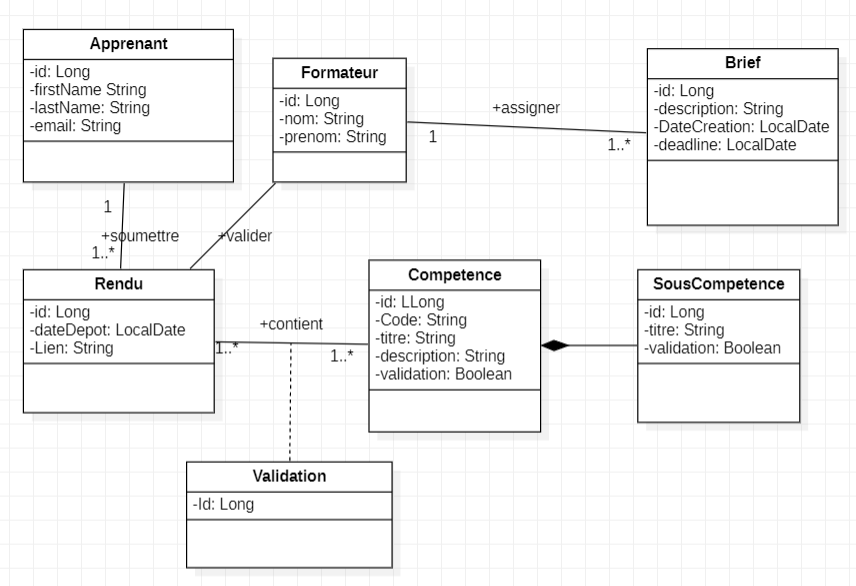 Apprenant
-id: Long
-firstName String
-lastName: String
-email: String
Formateur
-id: Long
-nom: String
-prenom: String
Brief
-id: Long
-description: String
-DateCreation: LocalDate
-deadline: LocalDate
+assigner
1
1..*
1
+soumettre
1..*
+valider
Rendu
-id: Long
-dateDepot: LocalDate
-Lien: String
+contient
1..*
1..*
Competence
-id: LLong
-Code: String
-titre: String
-description: String
-validation: Boolean
SousCompetence
-id: Long
-titre: String
-validation: Boolean
Validation
-Id: Long